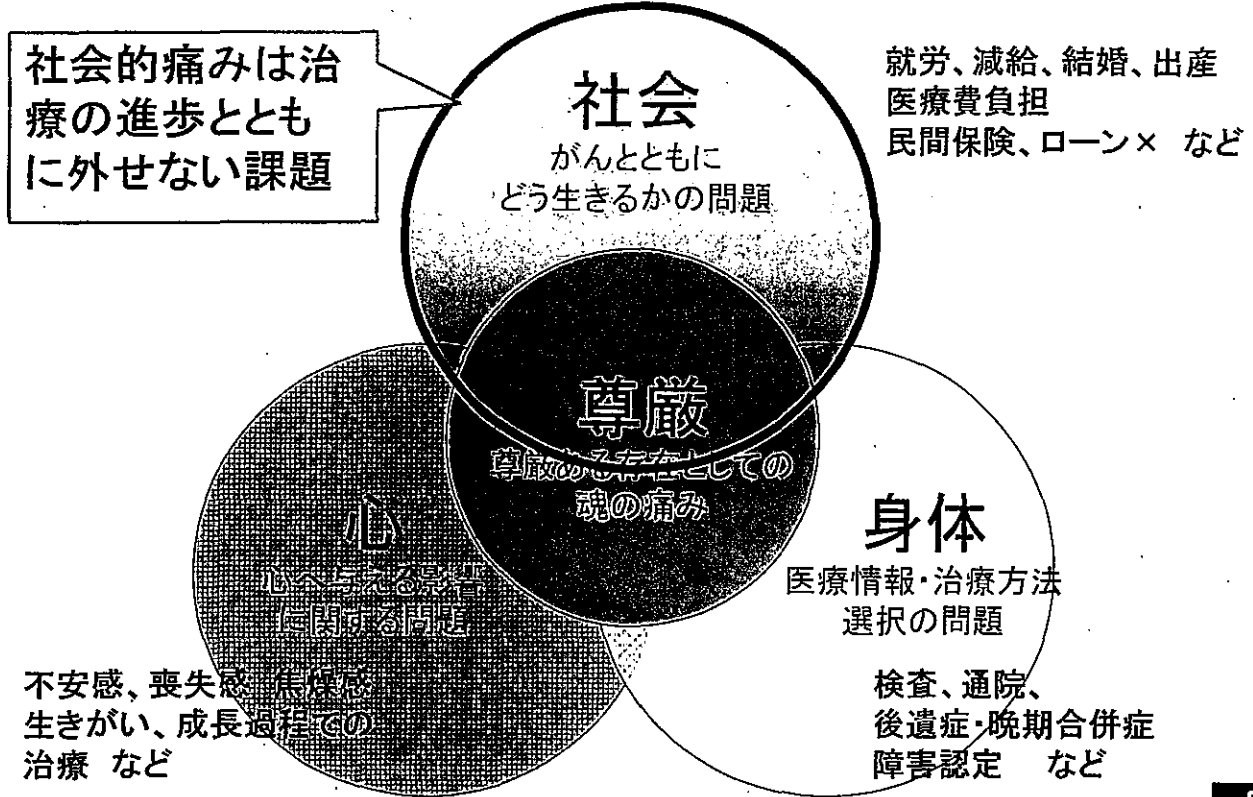 社会的痛みは治
療の進歩ととも
に外せない課題
社会
がんとともに
どう生きるかの問題
就労、減給、結婚、出産
医療費負担
民間保険、ローン× など
尊厳
尊厳ある存在としての
魂の痛み
心
心へ与える影響
に関する問題
不安感、喪失感 焦燥感
生きがい、成長過程での
治療 など
身体
医療情報・治療方法
選択の問題
検査、通院、
後遺症・晩期合併症
障害認定 など